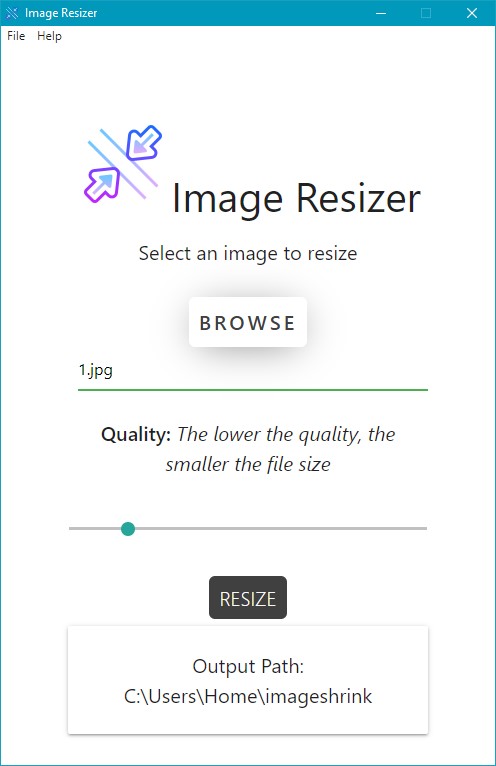 Image Resizer
File Help
Image Resizer
Select an image to resize
BROWSE
1.jpg
Quality: The lower the quality, the
smaller the file size
RESIZE
Output Path:
C:\Users\Home\imageshrink